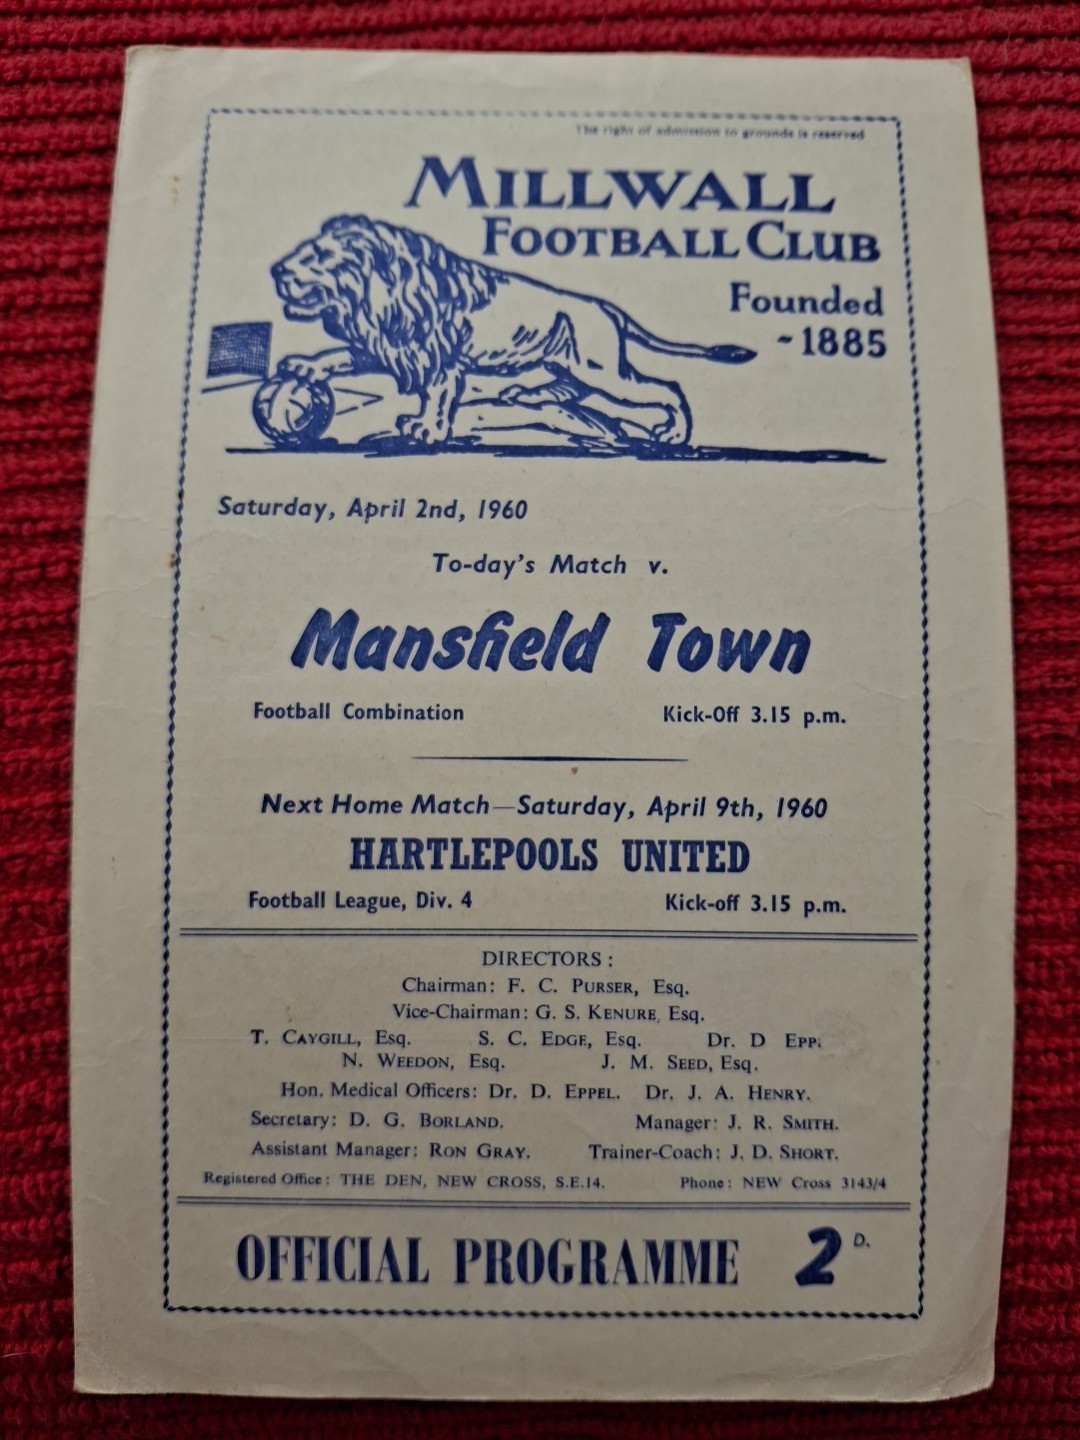 The right of admission to grounds is reserved
MILLWALL
FOOTBALL CLUB
Founded
-1885
Saturday, April 2nd, 1960
To-day's Match v.
Mansfield Town
Football Combination Kick-Off 3.15 p.m.
Next Home Match—Saturday, April 9th, 1960
HARTLEPOOLS UNITED
Football League, Div. 4 Kick-off 3.15 p.m.
DIRECTORS :
Chairman: F. C. PURSER, Esq.
Vice-Chairman: G. S. KENURE, Esq.
T. CAYGILL, Esq. S. C. EDGE, Esq. Dr. D EPP
N. WEEDON, Esq. J. M. SEED, Esq.
Hon. Medical Officers: Dr. D. EPPEL. Dr. J. A. HENRY.
Secretary: D. G. BORLAND. Manager: J. R. SMITH.
Assistant Manager: RON GRAY. Trainer-Coach: J. D. SHORT.
Registered Office: THE DEN, NEW CROSS, S.E.14. Phone: NEW Cross 3143/4
OFFICIAL PROGRAMME 2 D.